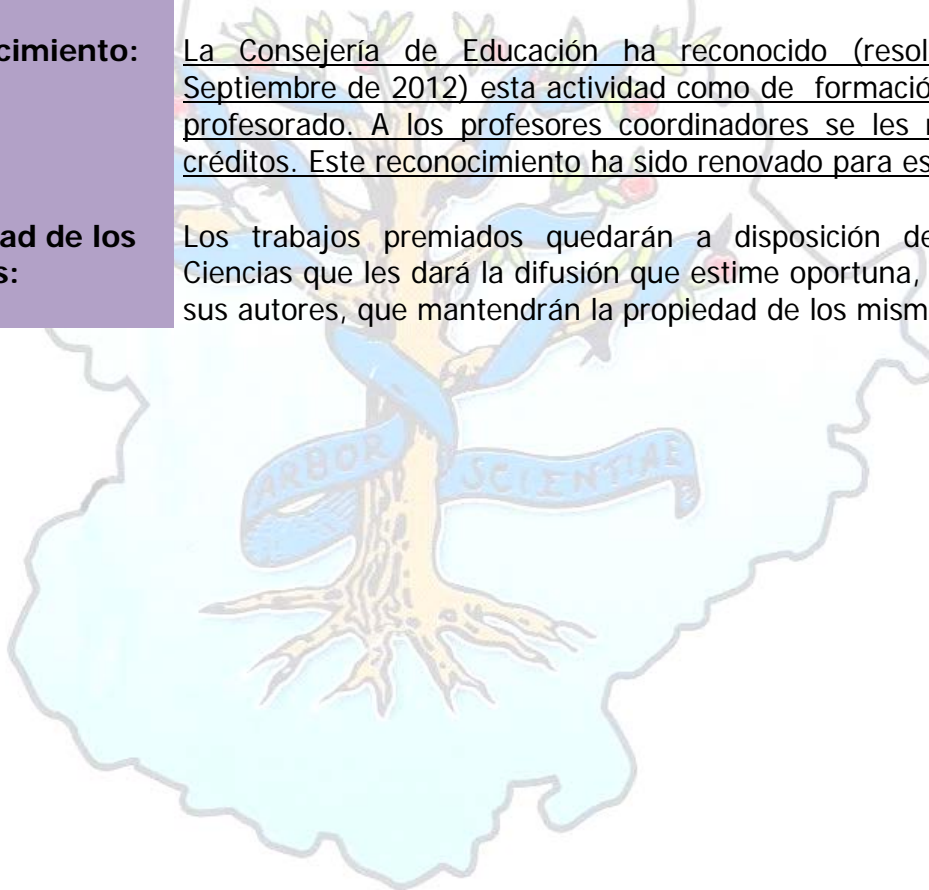 cimiento: La Consejería de Educación ha reconocido (resol
Septiembre de 2012) esta actividad como de formació
profesorado. A los profesores coordinadores se les
créditos. Este reconocimiento ha sido renovado para es
ad de los Los trabajos premiados quedarán a disposición de
s: Ciencias que les dará la difusión que estime oportuna,
sus autores, que mantendrán la propiedad de los mism
ARBOR SCIENTIAE